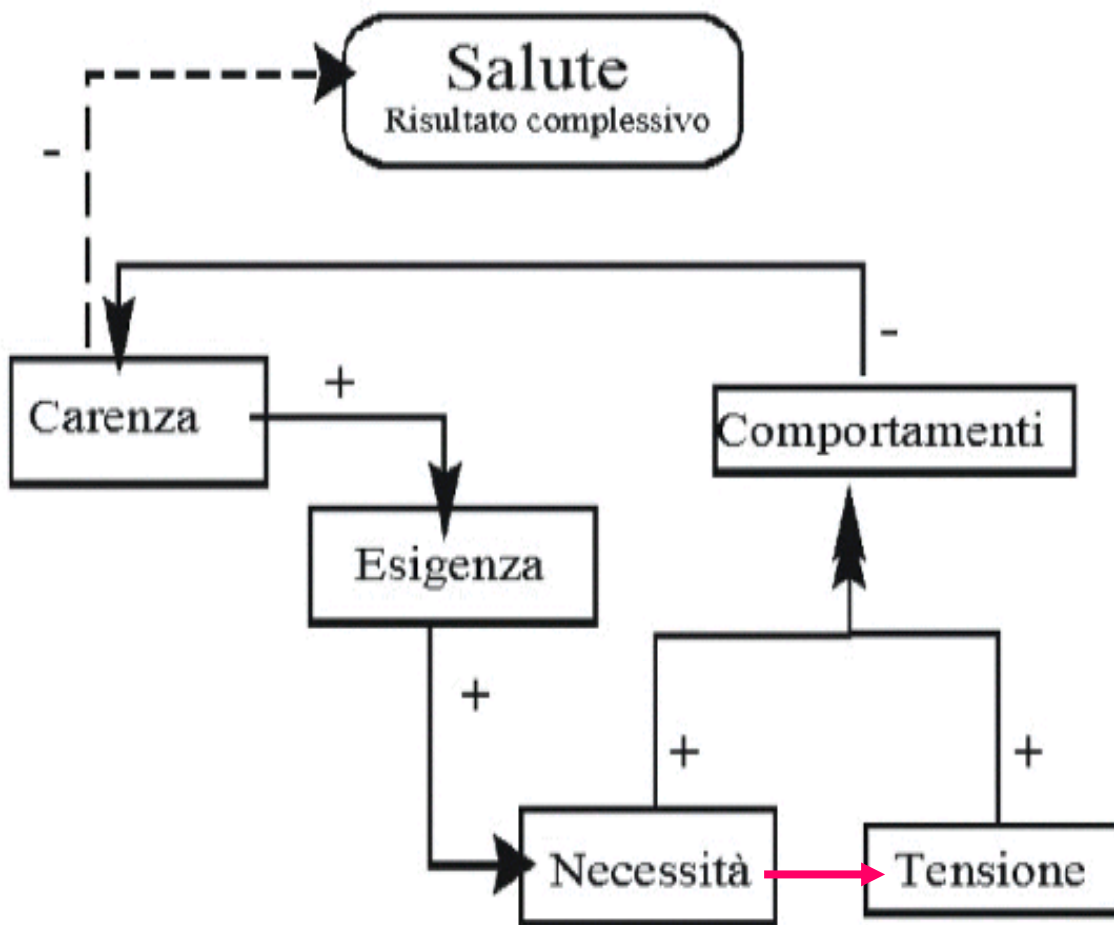 Salute
Risultato complessivo
-
-
Carenza
+
Comportamenti
Esigenza
+
+
+
Necessità
Tensione